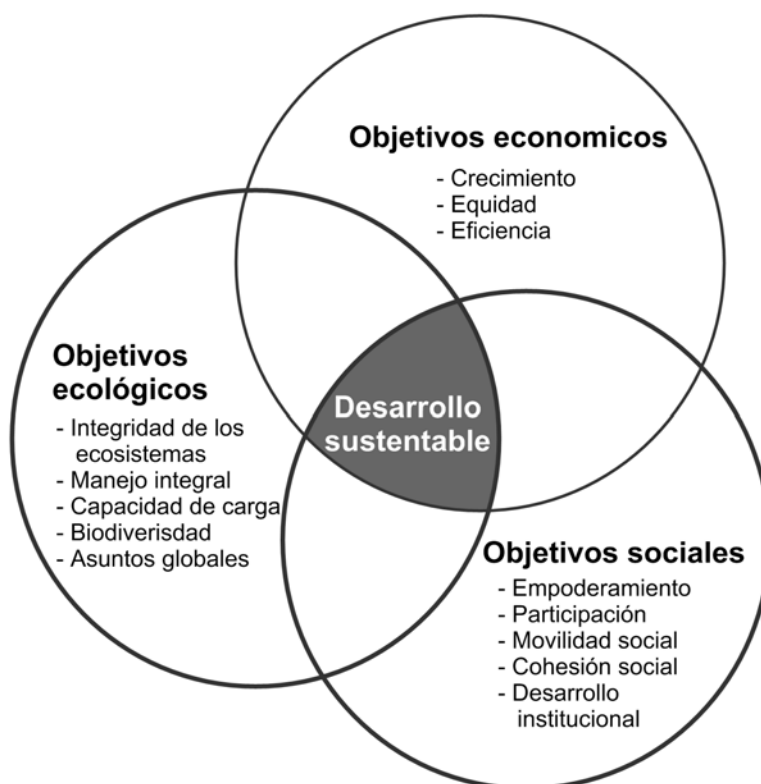 Objetivos economicos
- Crecimiento
- Equidad
- Eficiencia
Objetivos
ecológicos
- Integridad de los
ecosistemas
- Manejo integral
- Capacidad de carga
- Biodiverisdad
- Asuntos globales
Desarrollo
sustentable
Objetivos sociales
- Empoderamiento
- Participación
- Movilidad social
- Cohesión social
- Desarrollo
institucional